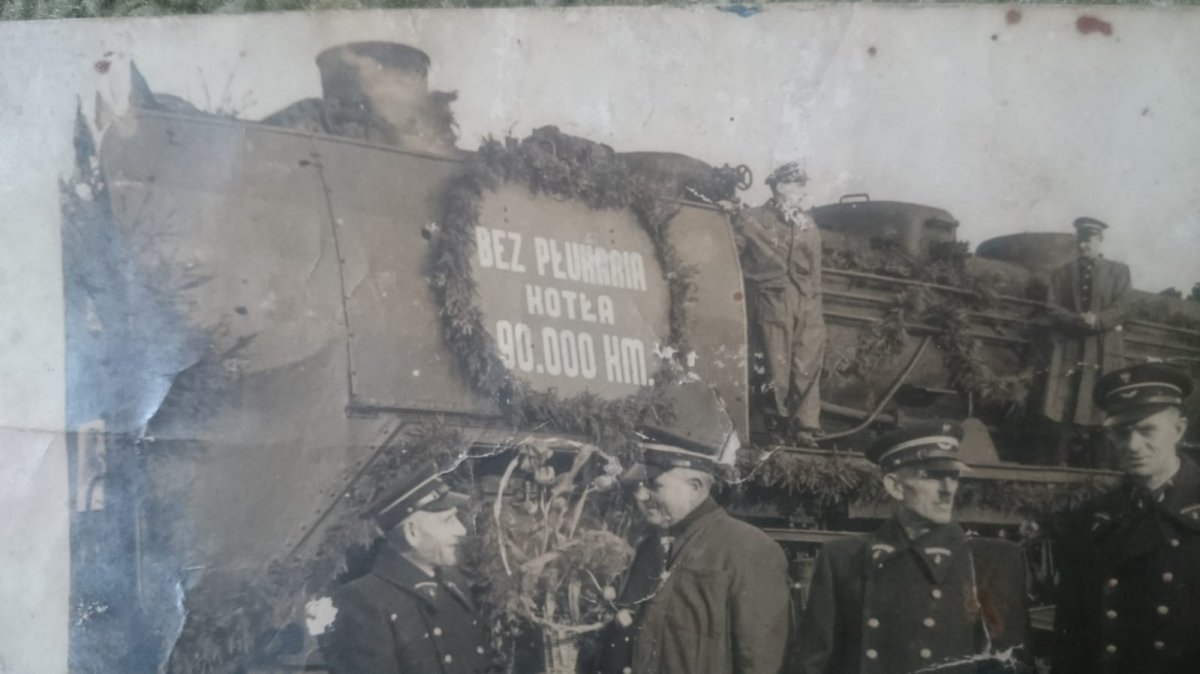 BEZ PŁUKANIA
KOTŁA
90.000 KM.